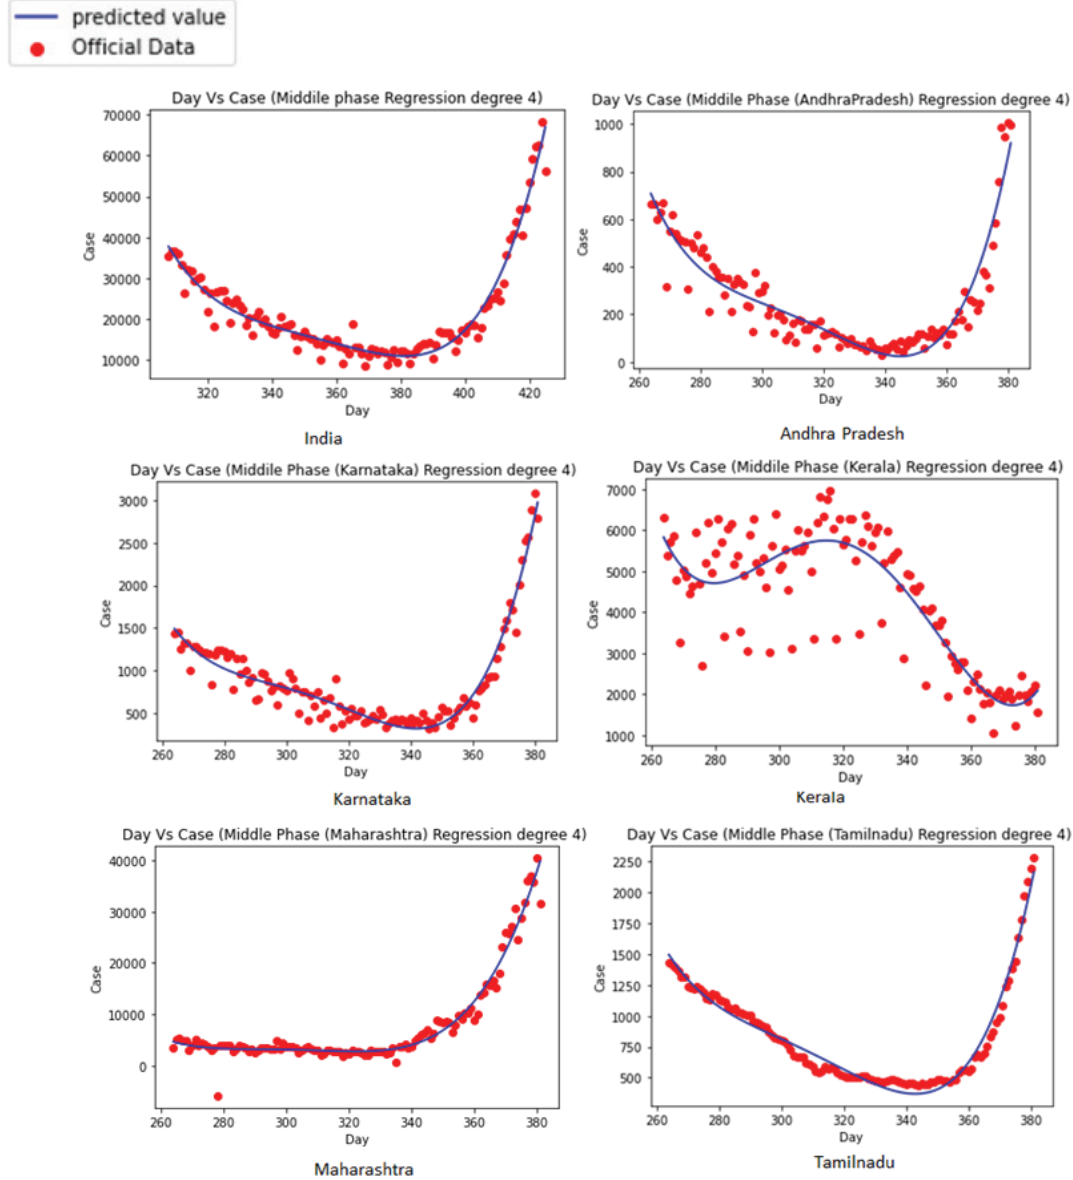 predicted value
Official Data
Day Vs Case (Middile phase Regression degree 4)
70000
60000
50000
40000
30000
20000
10000
Case
320 340 360 380 400 420
Day
India
Day Vs Case (Middile Phase (AndhraPradesh) Regression degree 4)
1000
800
600
400
200
0
Case
260 280 300 320 340 360 380
Day
Andhra Pradesh
Day Vs Case (Middile Phase (Karnataka) Regression degree 4)
3000
2500
2000
1500
1000
500
Case
260 280 300 320 340 360 380
Day
Karnataka
Day Vs Case (Middile Phase (Kerala) Regression degree 4)
7000
6000
5000
4000
3000
2000
1000
Case
260 280 300 320 340 360 380
Day
Kerala
Day Vs Case (Middle Phase (Maharashtra) Regression degree 4)
40000
30000
20000
10000
0
Case
260 280 300 320 340 360 380
Day
Maharashtra
Day Vs Case (Middle Phase (Tamilnadu) Regression degree 4)
2250
2000
1750
1500
1250
1000
750
500
Case
260 280 300 320 340 360 380
Day
Tamilnadu